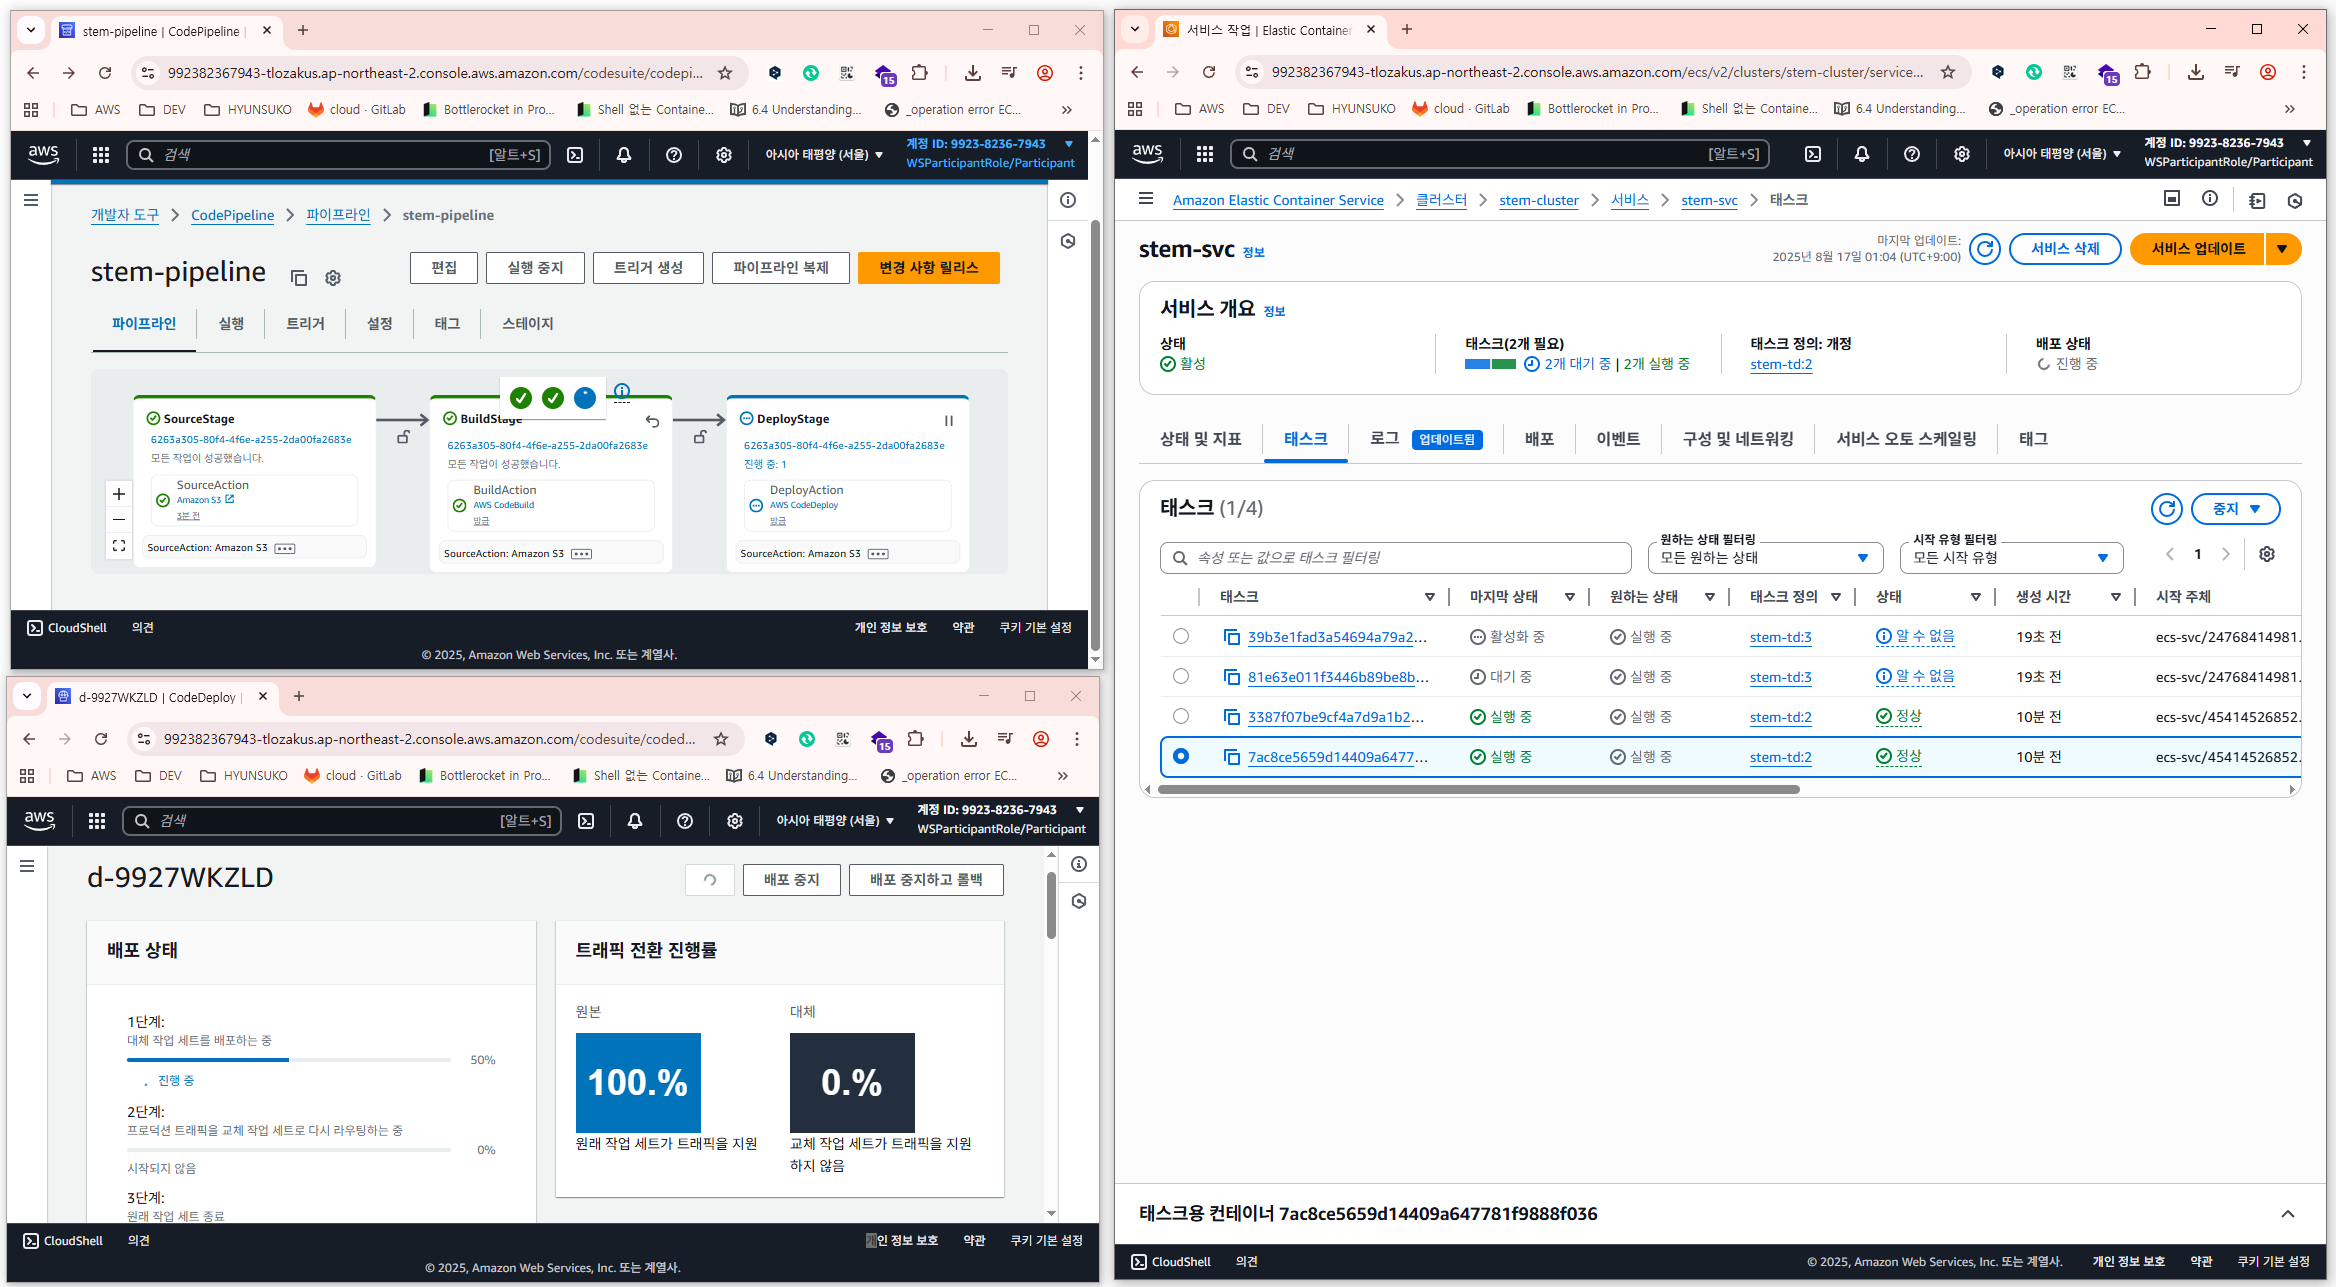 stem-pipeline | CodePipeline |
992382367943-tlozakus.ap-northeast-2.console.aws.amazon.com/codesuite/codepi...
15
AWS DEV HYUNSUKO cloud · GitLab Bottlerocket in Pro... Shell 없는 Containe... 6.4 Understanding... _operation error EC...
aws 검색 [알트+S] 아시아 태평양 (서울) 계정 ID: 9923-8236-7943
WSParticipantRole/Participant
개발자 도구 CodePipeline 파이프라인 stem-pipeline
stem-pipeline 편집 실행 중지 트리거 생성 파이프라인 복제 변경 사항 릴리스
파이프라인 실행 트리거 설정 태그 스테이지
SourceStage
6263a305-80f4-4f6e-a255-2da00fa2683e
모든 작업이 성공했습니다.
SourceAction
Amazon S3
3분 전
SourceAction: Amazon S3
BuildStage
6263a305-80f4-4f6e-a255-2da00fa2683e
모든 작업이 성공했습니다.
BuildAction
AWS CodeBuild
방금
SourceAction: Amazon S3
DeployStage
6263a305-80f4-4f6e-a255-2da00fa2683e
진행 중: 1
DeployAction
AWS CodeDeploy
방금
SourceAction: Amazon S3
CloudShell 의견 개인 정보 보호 약관 쿠키 기본 설정
© 2025, Amazon Web Services, Inc. 또는 계열사.
d-9927WKZLD | CodeDeploy |
992382367943-tlozakus.ap-northeast-2.console.aws.amazon.com/codesuite/coded...
15
AWS DEV HYUNSUKO cloud · GitLab Bottlerocket in Pro... Shell 없는 Containe... 6.4 Understanding... _operation error EC...
aws 검색 [알트+S] 아시아 태평양 (서울) 계정 ID: 9923-8236-7943
WSParticipantRole/Participant
d-9927WKZLD 배포 중지 배포 중지하고 롤백
배포 상태
1단계:
대체 작업 세트를 배포하는 중
50%
진행 중
2단계:
프로덕션 트래픽을 교체 작업 세트로 다시 라우팅하는 중
0%
시작되지 않음
3단계:
원래 작업 세트 종료
트래픽 전환 진행률
원본 대체
100.% 0.%
원래 작업 세트가 트래픽을 지원
교체 작업 세트가 트래픽을 지원
하지 않음
CloudShell 의견 개인 정보 보호 약관 쿠키 기본 설정
© 2025, Amazon Web Services, Inc. 또는 계열사.
서비스 작업 | Elastic Container
992382367943-tlozakus.ap-northeast-2.console.aws.amazon.com/ecs/v2/clusters/stem-cluster/service...
15
AWS DEV HYUNSUKO cloud · GitLab Bottlerocket in Pro... Shell 없는 Containe... 6.4 Understanding... _operation error EC...
aws 검색 [알트+S] 아시아 태평양 (서울) 계정 ID: 9923-8236-7943
WSParticipantRole/Participant
Amazon Elastic Container Service 클러스터 stem-cluster 서비스 stem-svc 태스크
stem-svc 정보
마지막 업데이트:
2025년 8월 17일 01:04 (UTC+9:00)
서비스 삭제 서비스 업데이트
서비스 개요 정보
상태 태스크(2개 필요) 태스크 정의: 개정 배포 상태
활성 2개 대기 중 | 2개 실행 중 stem-td:2 진행 중
상태 및 지표 태스크 로그 업데이트됨 배포 이벤트 구성 및 네트워킹 서비스 오토 스케일링 태그
태스크 (1/4) 중지
속성 또는 값으로 태스크 필터링
원하는 상태 필터링
모든 원하는 상태
시작 유형 필터링
모든 시작 유형
1
태스크 마지막 상태 원하는 상태 태스크 정의 상태 생성 시간 시작 주체
39b3e1fad3a54694a79a2... 활성화 중 실행 중 stem-td:3 알 수 없음 19초 전 ecs-svc/24768414981.
81e63e011f3446b89be8b... 대기 중 실행 중 stem-td:3 알 수 없음 19초 전 ecs-svc/24768414981.
3387f07be9cf4a7d9a1b2... 실행 중 실행 중 stem-td:2 정상 10분 전 ecs-svc/45414526852.
7ac8ce5659d14409a6477... 실행 중 실행 중 stem-td:2 정상 10분 전 ecs-svc/45414526852.
태스크용 컨테이너 7ac8ce5659d14409a647781f9888f036
CloudShell 의견 © 2025, Amazon Web Services, Inc. 또는 계열사. 개인 정보 보호 약관 쿠키 기본 설정